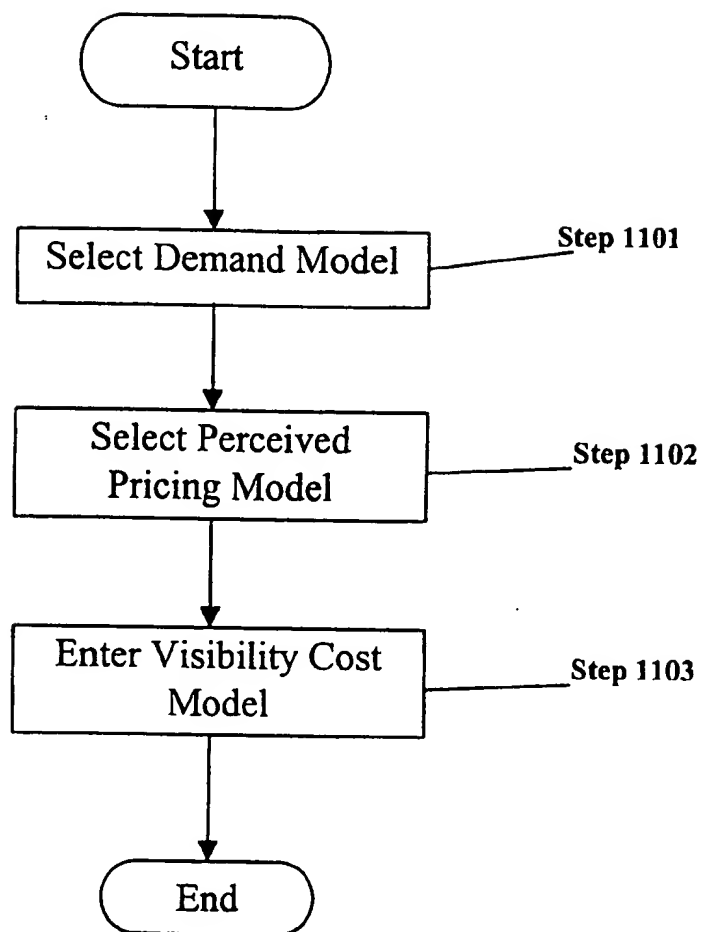 Start
Select Demand Model
Step 1101
Select Perceived
Pricing Model
Step 1102
Enter Visibility Cost
Model
Step 1103
End